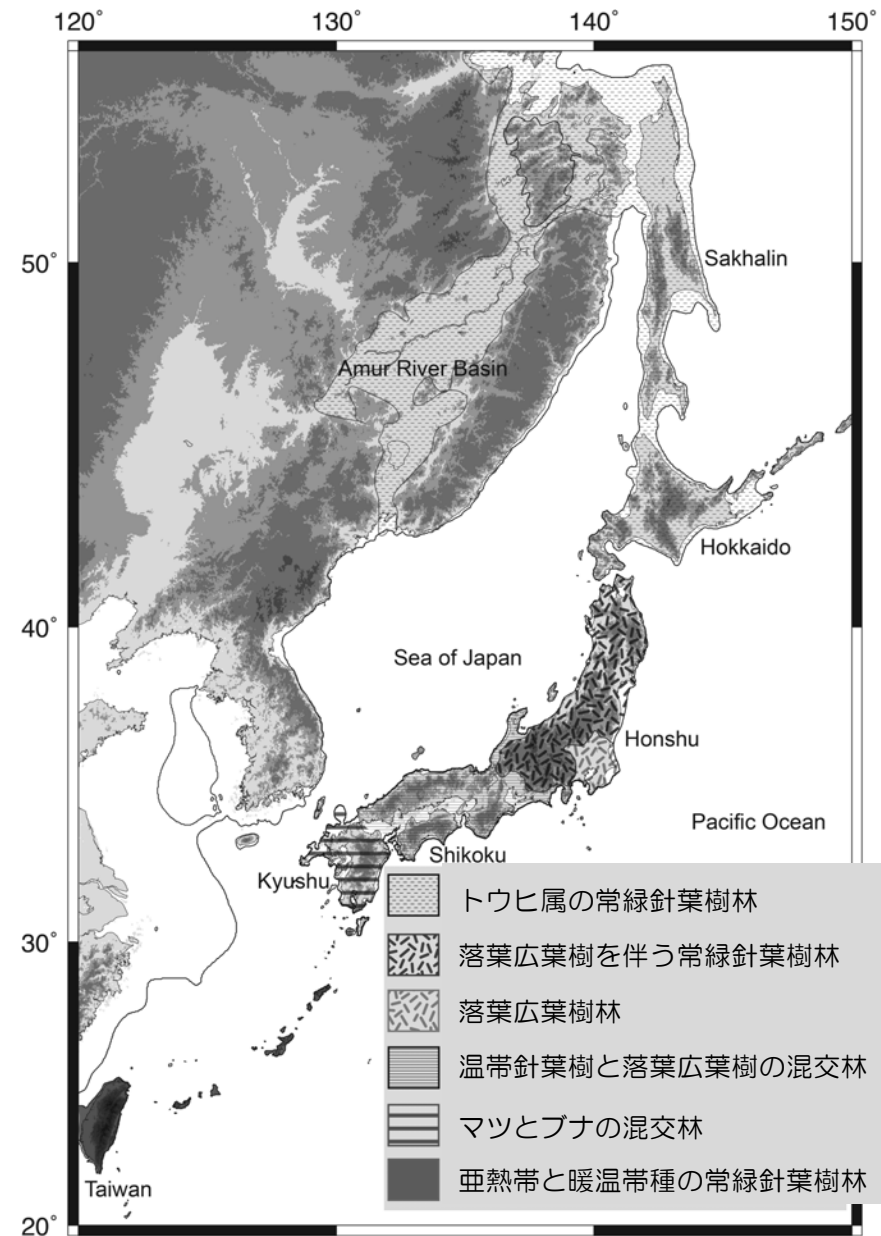 120°
130°
140°
150°
50°
40°
30°
20°
Sakhalin
Amur River Basin
Hokkaido
Sea of Japan
Honshu
Pacific Ocean
Shikoku
Kyushu
Taiwan
トウヒ属の常緑針葉樹林
落葉広葉樹を伴う常緑針葉樹林
落葉広葉樹林
温帯針葉樹と落葉広葉樹の混交林
マツとブナの混交林
亜熱帯と暖温帯種の常緑針葉樹林